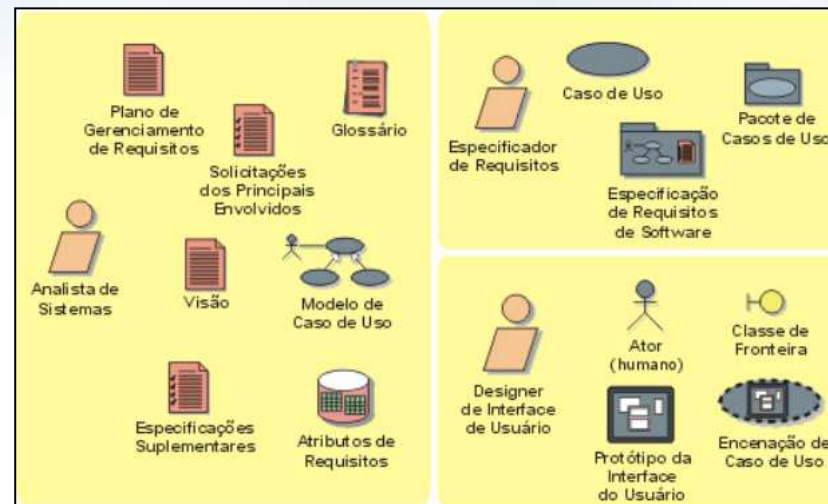 Plano de
Gerenciamento
de Requisitos
Solicitações
dos Principais
Envolvidos
Glossário
Analista de
Sistemas
Visão
Modelo de
Caso de Uso
Especificações
Suplementares
Atributos de
Requisitos
Especificador
de Requisitos
Caso de Uso
Pacote de
Casos de Uso
Especificação
de Requisitos
de Software
Designer
de Interface
de Usuário
Ator
(humano)
Classe de
Fronteira
Protótipo da
Interface
do Usuário
Encenação de
Caso de Uso